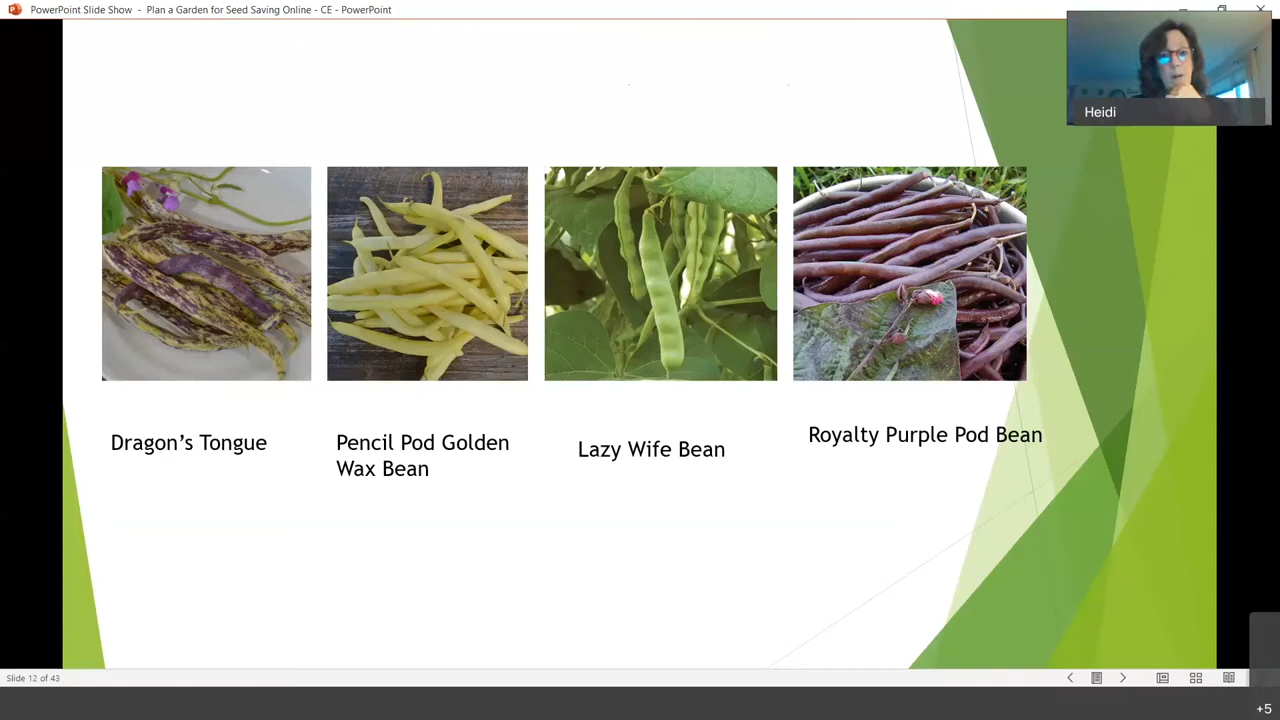 PowerPoint Slide Show - Plan a Garden for Seed Saving Online - CE - PowerPoint
Heidi
Dragon's Tongue
Pencil Pod Golden
Wax Bean
Lazy Wife Bean
Royalty Purple Pod Bean
Slide 12 of 43
+5